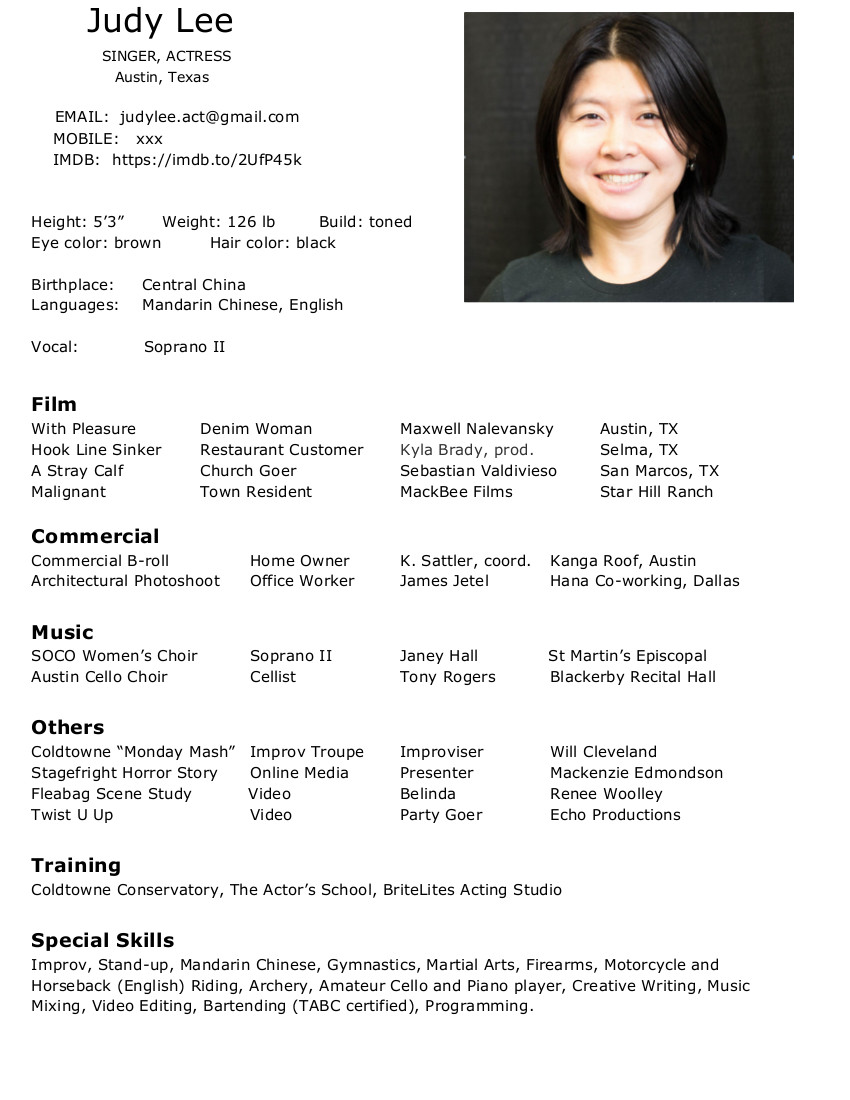 Judy Lee
SINGER, ACTRESS
Austin, Texas
EMAIL: judylee.act@gmail.com
MOBILE: xxx
IMDB: https://imdb.to/2UfP45k
Height: 5’3” Weight: 126 lb Build: toned
Eye color: brown Hair color: black
Birthplace: Central China
Languages: Mandarin Chinese, English
Vocal: Soprano II
Film
With Pleasure Denim Woman Maxwell Nalevansky Austin, TX
Hook Line Sinker Restaurant Customer Kyla Brady, prod. Selma, TX
A Stray Calf Church Goer Sebastian Valdivieso San Marcos, TX
Malignant Town Resident MackBee Films Star Hill Ranch
Commercial
Commercial B-roll Home Owner K. Sattler, coord. Kanga Roof, Austin
Architectural Photoshoot Office Worker James Jetel Hana Co-working, Dallas
Music
SOCO Women’s Choir Soprano II Janey Hall St Martin’s Episcopal
Austin Cello Choir Cellist Tony Rogers Blackerby Recital Hall
Others
Coldtowne “Monday Mash” Improv Troupe Improviser Will Cleveland
Stagefright Horror Story Online Media Presenter Mackenzie Edmondson
Fleabag Scene Study Video Belinda Renee Woolley
Twist U Up Video Party Goer Echo Productions
Training
Coldtowne Conservatory, The Actor’s School, BriteLites Acting Studio
Special Skills
Improv, Stand-up, Mandarin Chinese, Gymnastics, Martial Arts, Firearms, Motorcycle and
Horseback (English) Riding, Archery, Amateur Cello and Piano player, Creative Writing, Music
Mixing, Video Editing, Bartending (TABC certified), Programming.